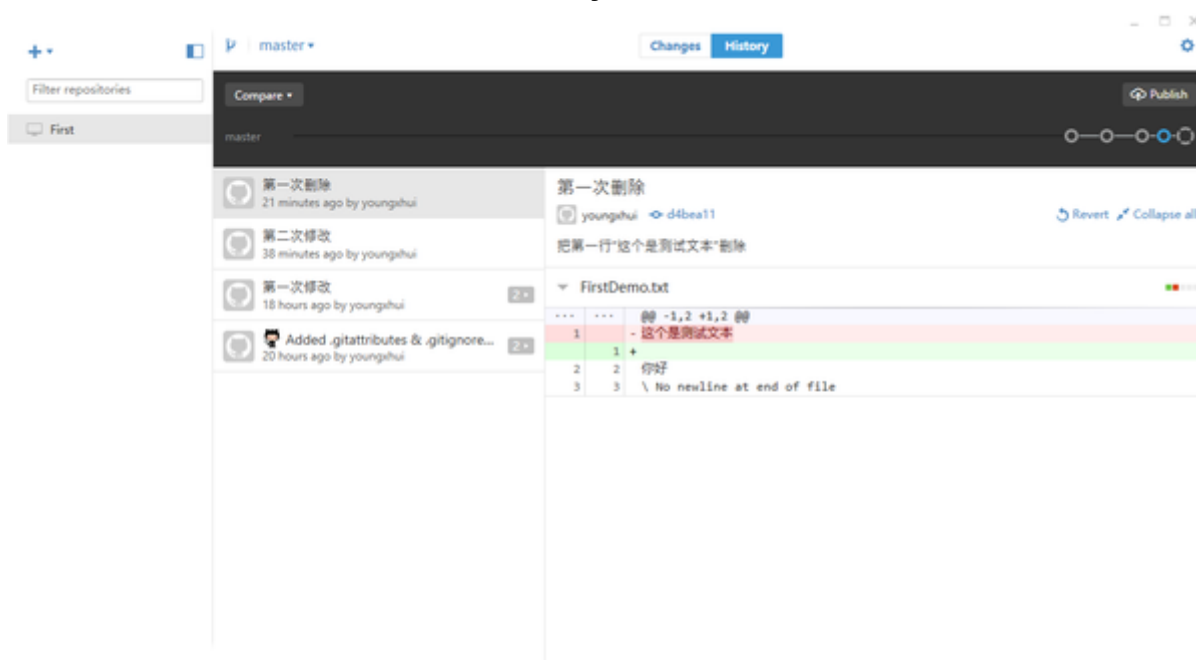 master
Changes
History
Filter repositories
Compare
Publish
First
master
第一次删除
21 minutes ago by youngxhui
第二次修改
38 minutes ago by youngxhui
第一次修改
18 hours ago by youngxhui
2
Added .gitattributes & .gitignore...
20 hours ago by youngxhui
2
第一次删除
youngxhui d4bea11
Revert Collapse all
把第一行"这个是测试文本"删除
FirstDemo.txt
... ... @@ -1,2 +1,2 @@
1 - 这个是测试文本
1 +
2 2 你好
3 3 \ No newline at end of file